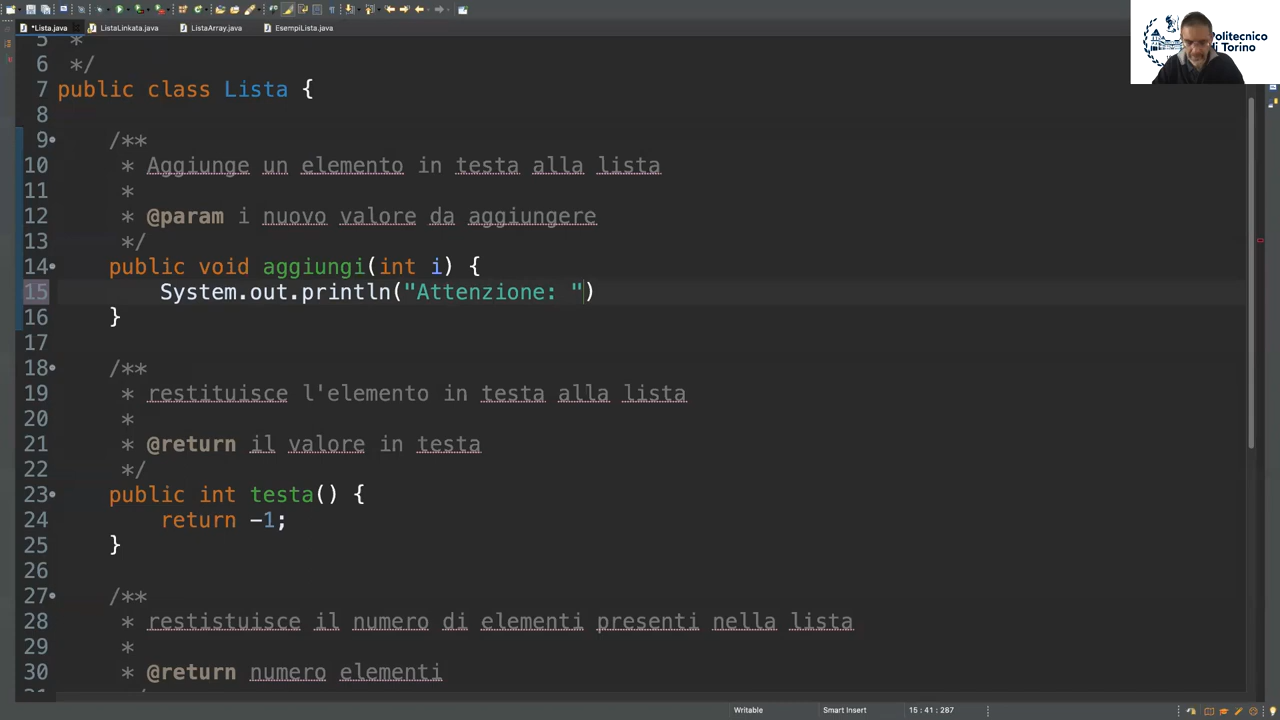 *Lista.java
ListaLinkata.java
ListaArray.java
EsempiLista.java
Politecnico
di Torino
5 *
6 */
7 public class Lista {
8
9 /**
10 * Aggiunge un elemento in testa alla lista
11 *
12 * @param i nuovo valore da aggiungere
13 */
14 public void aggiungi(int i) {
15 System.out.println("Attenzione: ")
16 }
17
18 /**
19 * restituisce l'elemento in testa alla lista
20 *
21 * @return il valore in testa
22 */
23 public int testa() {
24 return -1;
25 }
26
27 /**
28 * restistuisce il numero di elementi presenti nella lista
29 *
30 * @return numero elementi
Writable
Smart Insert
15 : 41 : 287